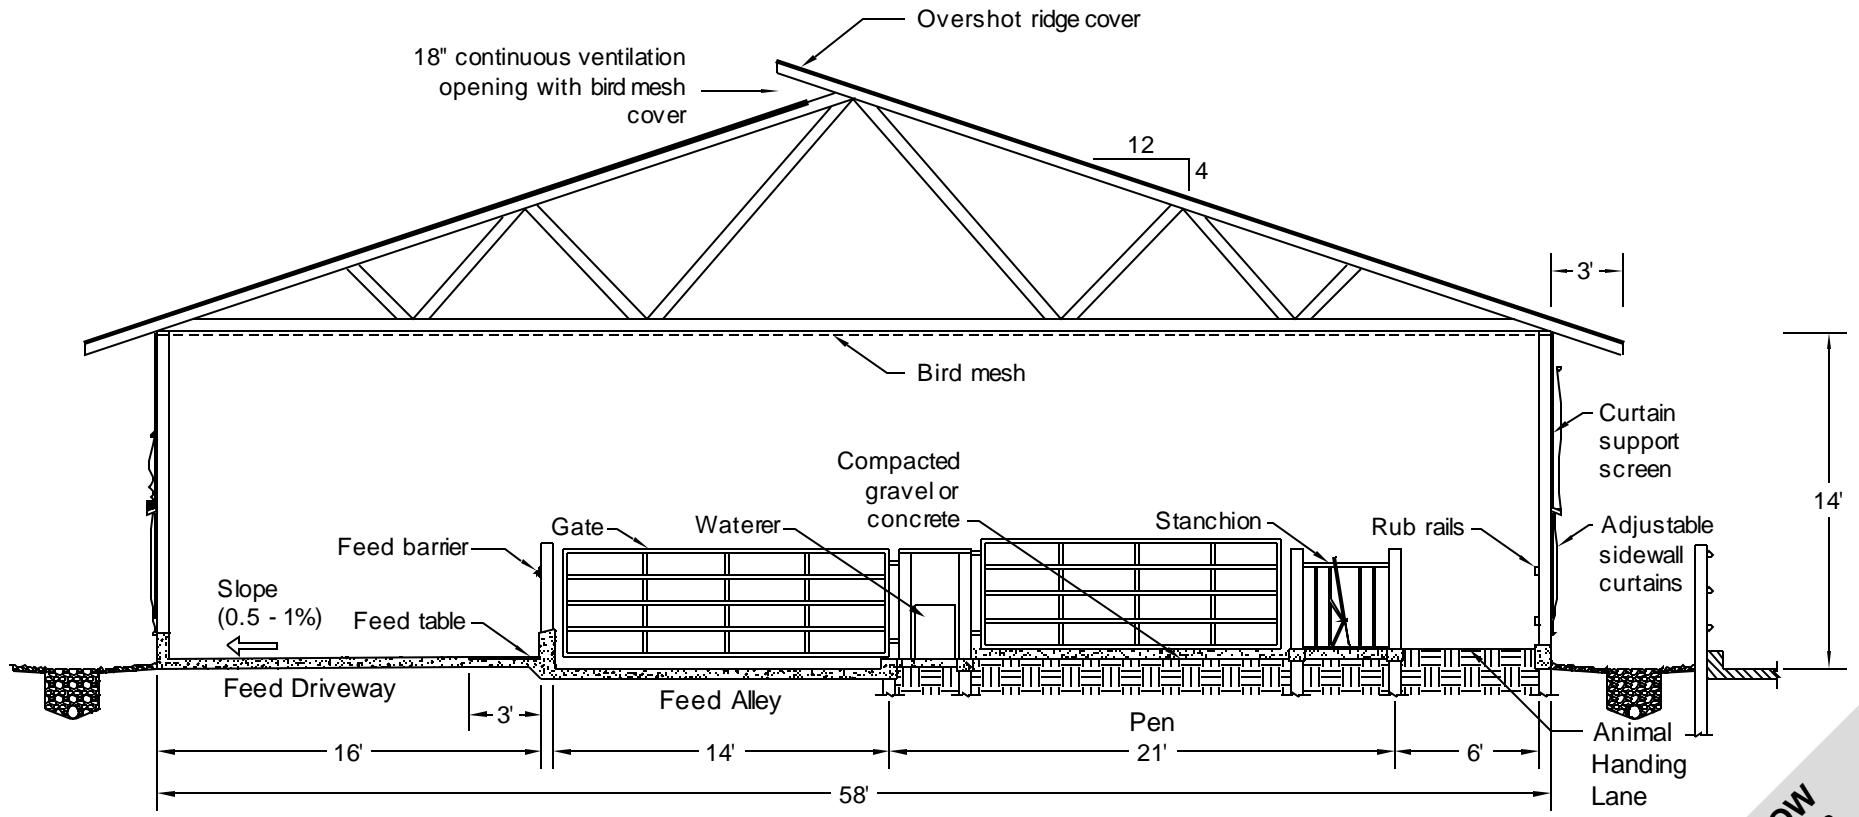 Overshot ridge cover
18" continuous ventilation
opening with bird mesh
cover
12
4
3'
Bird mesh
Curtain
support
screen
14'
Compacted
gravel or
concrete
Gate
Waterer
Stanchion
Rub rails
Adjustable
sidewall
curtains
Feed barrier
Slope
(0.5 - 1%)
Feed table
Feed Driveway
Feed Alley
3'
Pen
Animal
Handing
Lane
16'
14'
21'
6'
58'